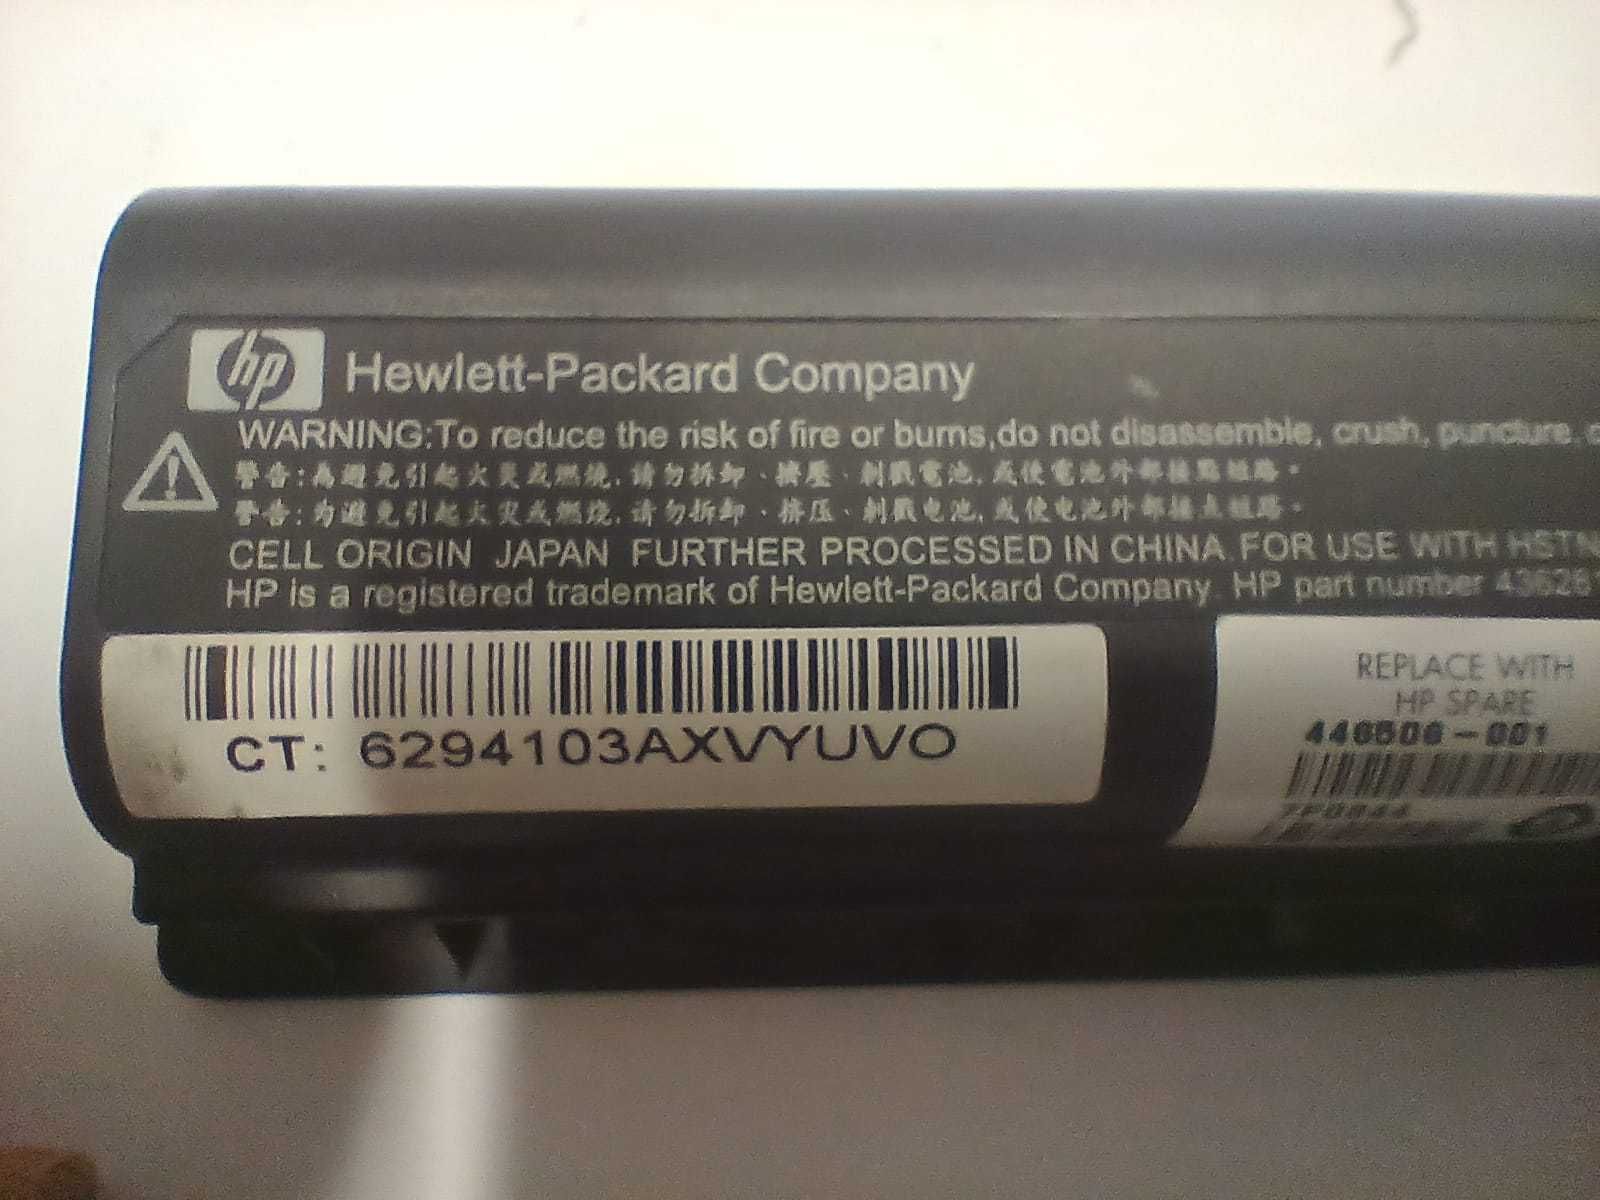 hp Hewlett-Packard Company
WARNING:To reduce the risk of fire or burns,do not disassemble, crush, puncture,
警告:為避免引起火災或燃燒,請勿拆卸、擠壓、刺戳電池,或使電池外部接點短路。
警告:为避免引起火灾或燃烧,请勿拆卸、挤压、刺戳电池,或使电池外部接点短路。
CELL ORIGIN JAPAN FURTHER PROCESSED IN CHINA. FOR USE WITH HSTN
HP is a registered trademark of Hewlett-Packard Company. HP part number 436281
CT: 6294103AXVYUVO
REPLACE WITH
HP SPARE
446506-001